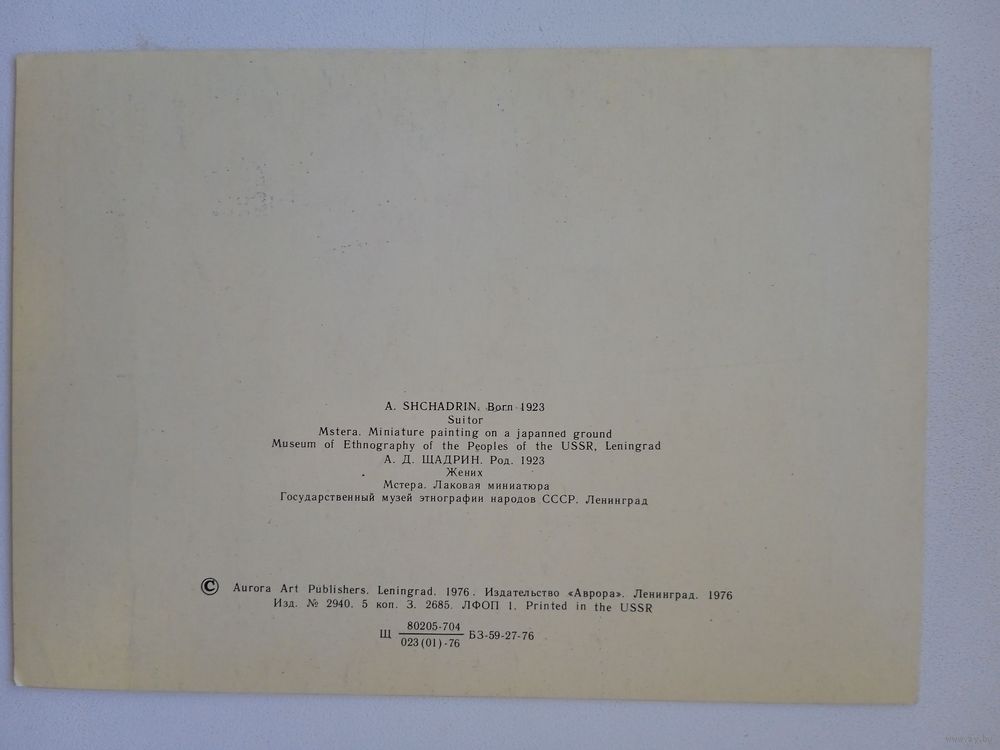 A. SHCHADRIN. Born 1923
Suitor
Mstera. Miniature painting on a japanned ground
Museum of Ethnography of the Peoples of the USSR, Leningrad
А. Д. ЩАДРИН. Род. 1923
Жених
Мстера. Лаковая миниатюра
Государственный музей этнографии народов СССР. Ленинград
© Aurora Art Publishers. Leningrad. 1976. Издательство «Аврора». Ленинград. 1976
Изд. № 2940. 5 коп. З. 2685. ЛФОП 1. Printed in the USSR
80205-704
Щ БЗ-59-27-76
023(01)-76